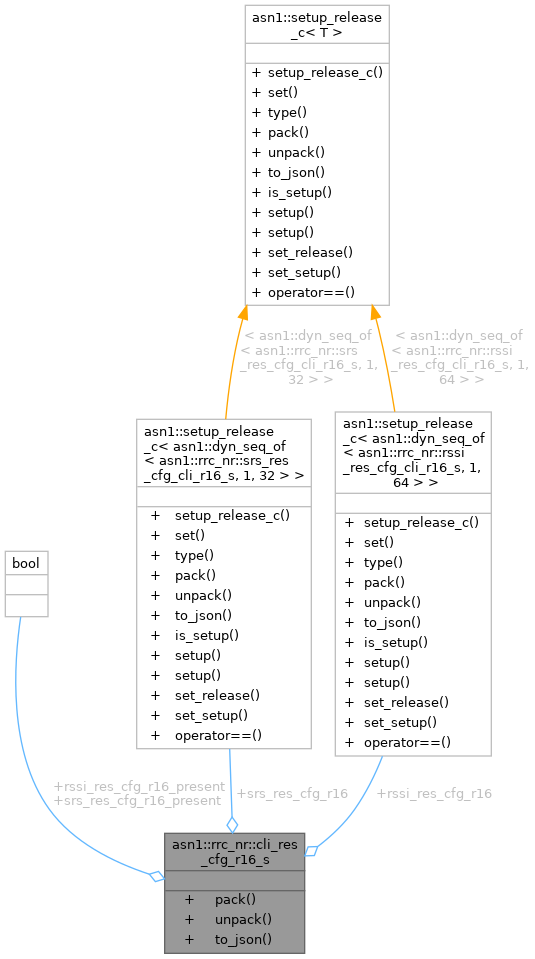 asn1::setup_release
_c< T >
+ setup_release_c()
+ set()
+ type()
+ pack()
+ unpack()
+ to_json()
+ is_setup()
+ setup()
+ setup()
+ set_release()
+ set_setup()
+ operator==()
< asn1::dyn_seq_of
< asn1::rrc_nr::srs
_res_cfg_cli_r16_s, 1,
32 > >
< asn1::dyn_seq_of
< asn1::rrc_nr::rssi
_res_cfg_cli_r16_s, 1,
64 > >
asn1::setup_release
_c< asn1::dyn_seq_of
< asn1::rrc_nr::srs_res
_cfg_cli_r16_s, 1, 32 > >
+ setup_release_c()
+ set()
+ type()
+ pack()
+ unpack()
+ to_json()
+ is_setup()
+ setup()
+ setup()
+ set_release()
+ set_setup()
+ operator==()
asn1::setup_release
_c< asn1::dyn_seq_of
< asn1::rrc_nr::rssi
_res_cfg_cli_r16_s, 1,
64 > >
+ setup_release_c()
+ set()
+ type()
+ pack()
+ unpack()
+ to_json()
+ is_setup()
+ setup()
+ setup()
+ set_release()
+ set_setup()
+ operator==()
bool
+rssi_res_cfg_r16_present
+srs_res_cfg_r16_present
+srs_res_cfg_r16
+rssi_res_cfg_r16
asn1::rrc_nr::cli_res
_cfg_r16_s
+ pack()
+ unpack()
+ to_json()